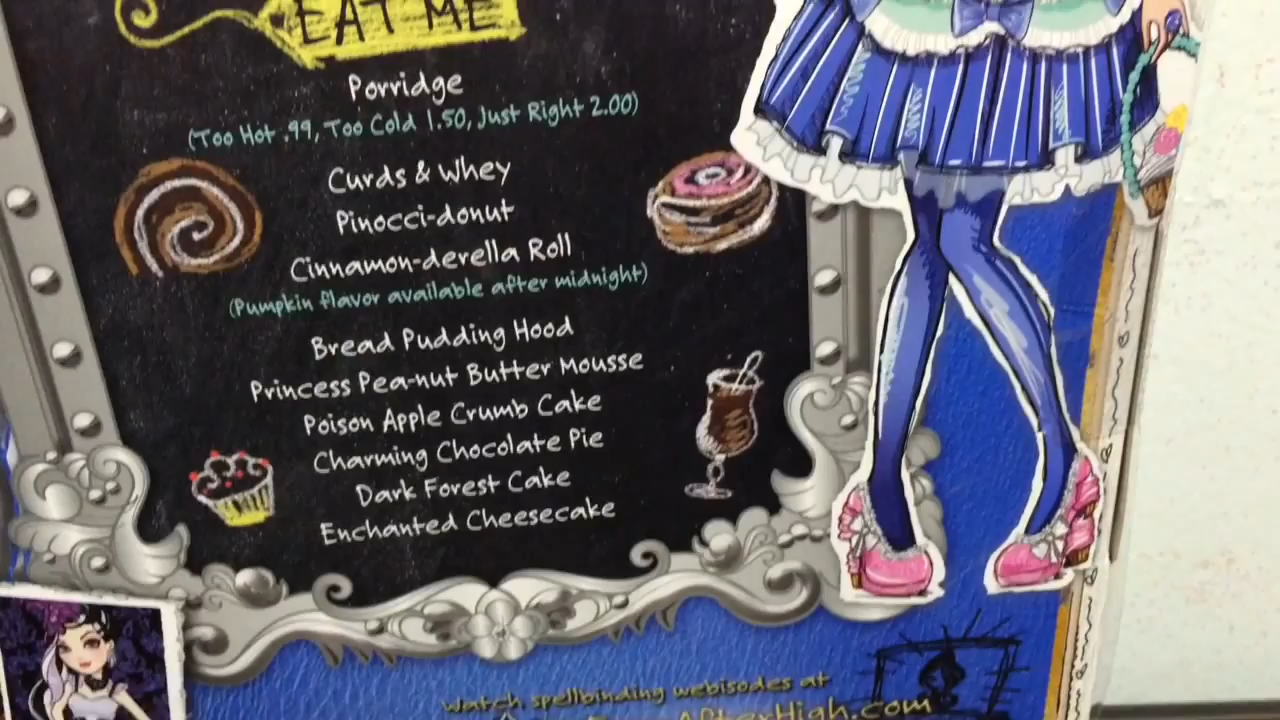 EAT ME
Porridge
(Too Hot .99, Too Cold 1.50, Just Right 2.00)
Curds & Whey
Pinocci-donut
Cinnamon-derella Roll
(Pumpkin flavor available after midnight)
Bread Pudding Hood
Princess Pea-nut Butter Mousse
Poison Apple Crumb Cake
Charming Chocolate Pie
Dark Forest Cake
Enchanted Cheesecake
Watch spellbinding webisodes at
AfterHigh.com